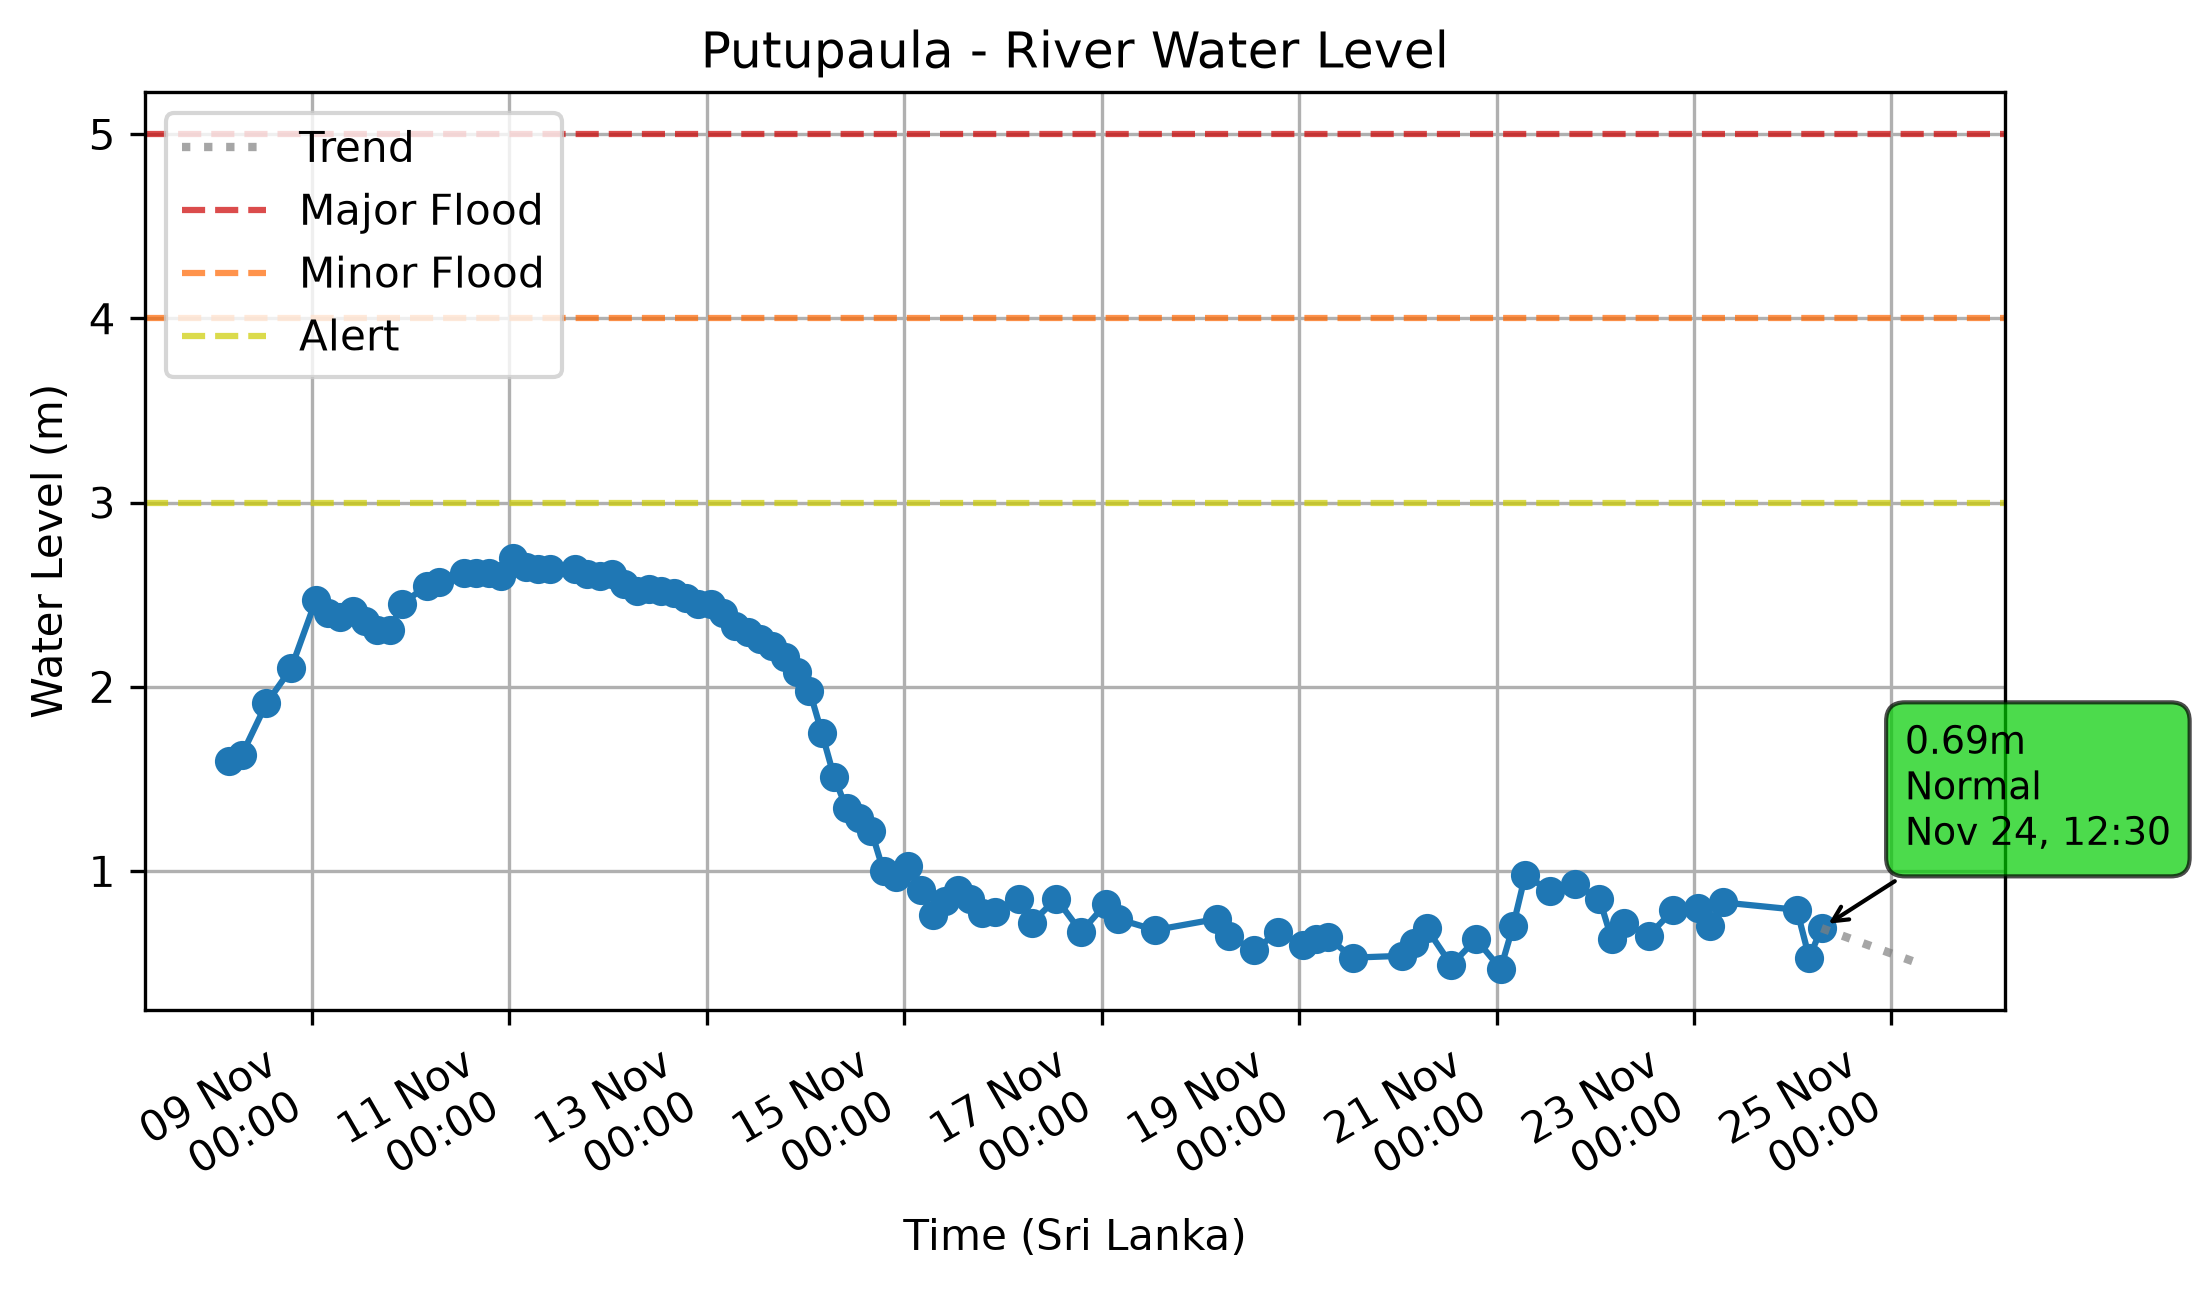 Putupaula - River Water Level
Trend
Major Flood
Minor Flood
Alert
5
4
3
2
1
Water Level (m)
0.69m
Normal
Nov 24, 12:30
09 Nov
00:00
11 Nov
00:00
13 Nov
00:00
15 Nov
00:00
17 Nov
00:00
19 Nov
00:00
21 Nov
00:00
23 Nov
00:00
25 Nov
00:00
Time (Sri Lanka)